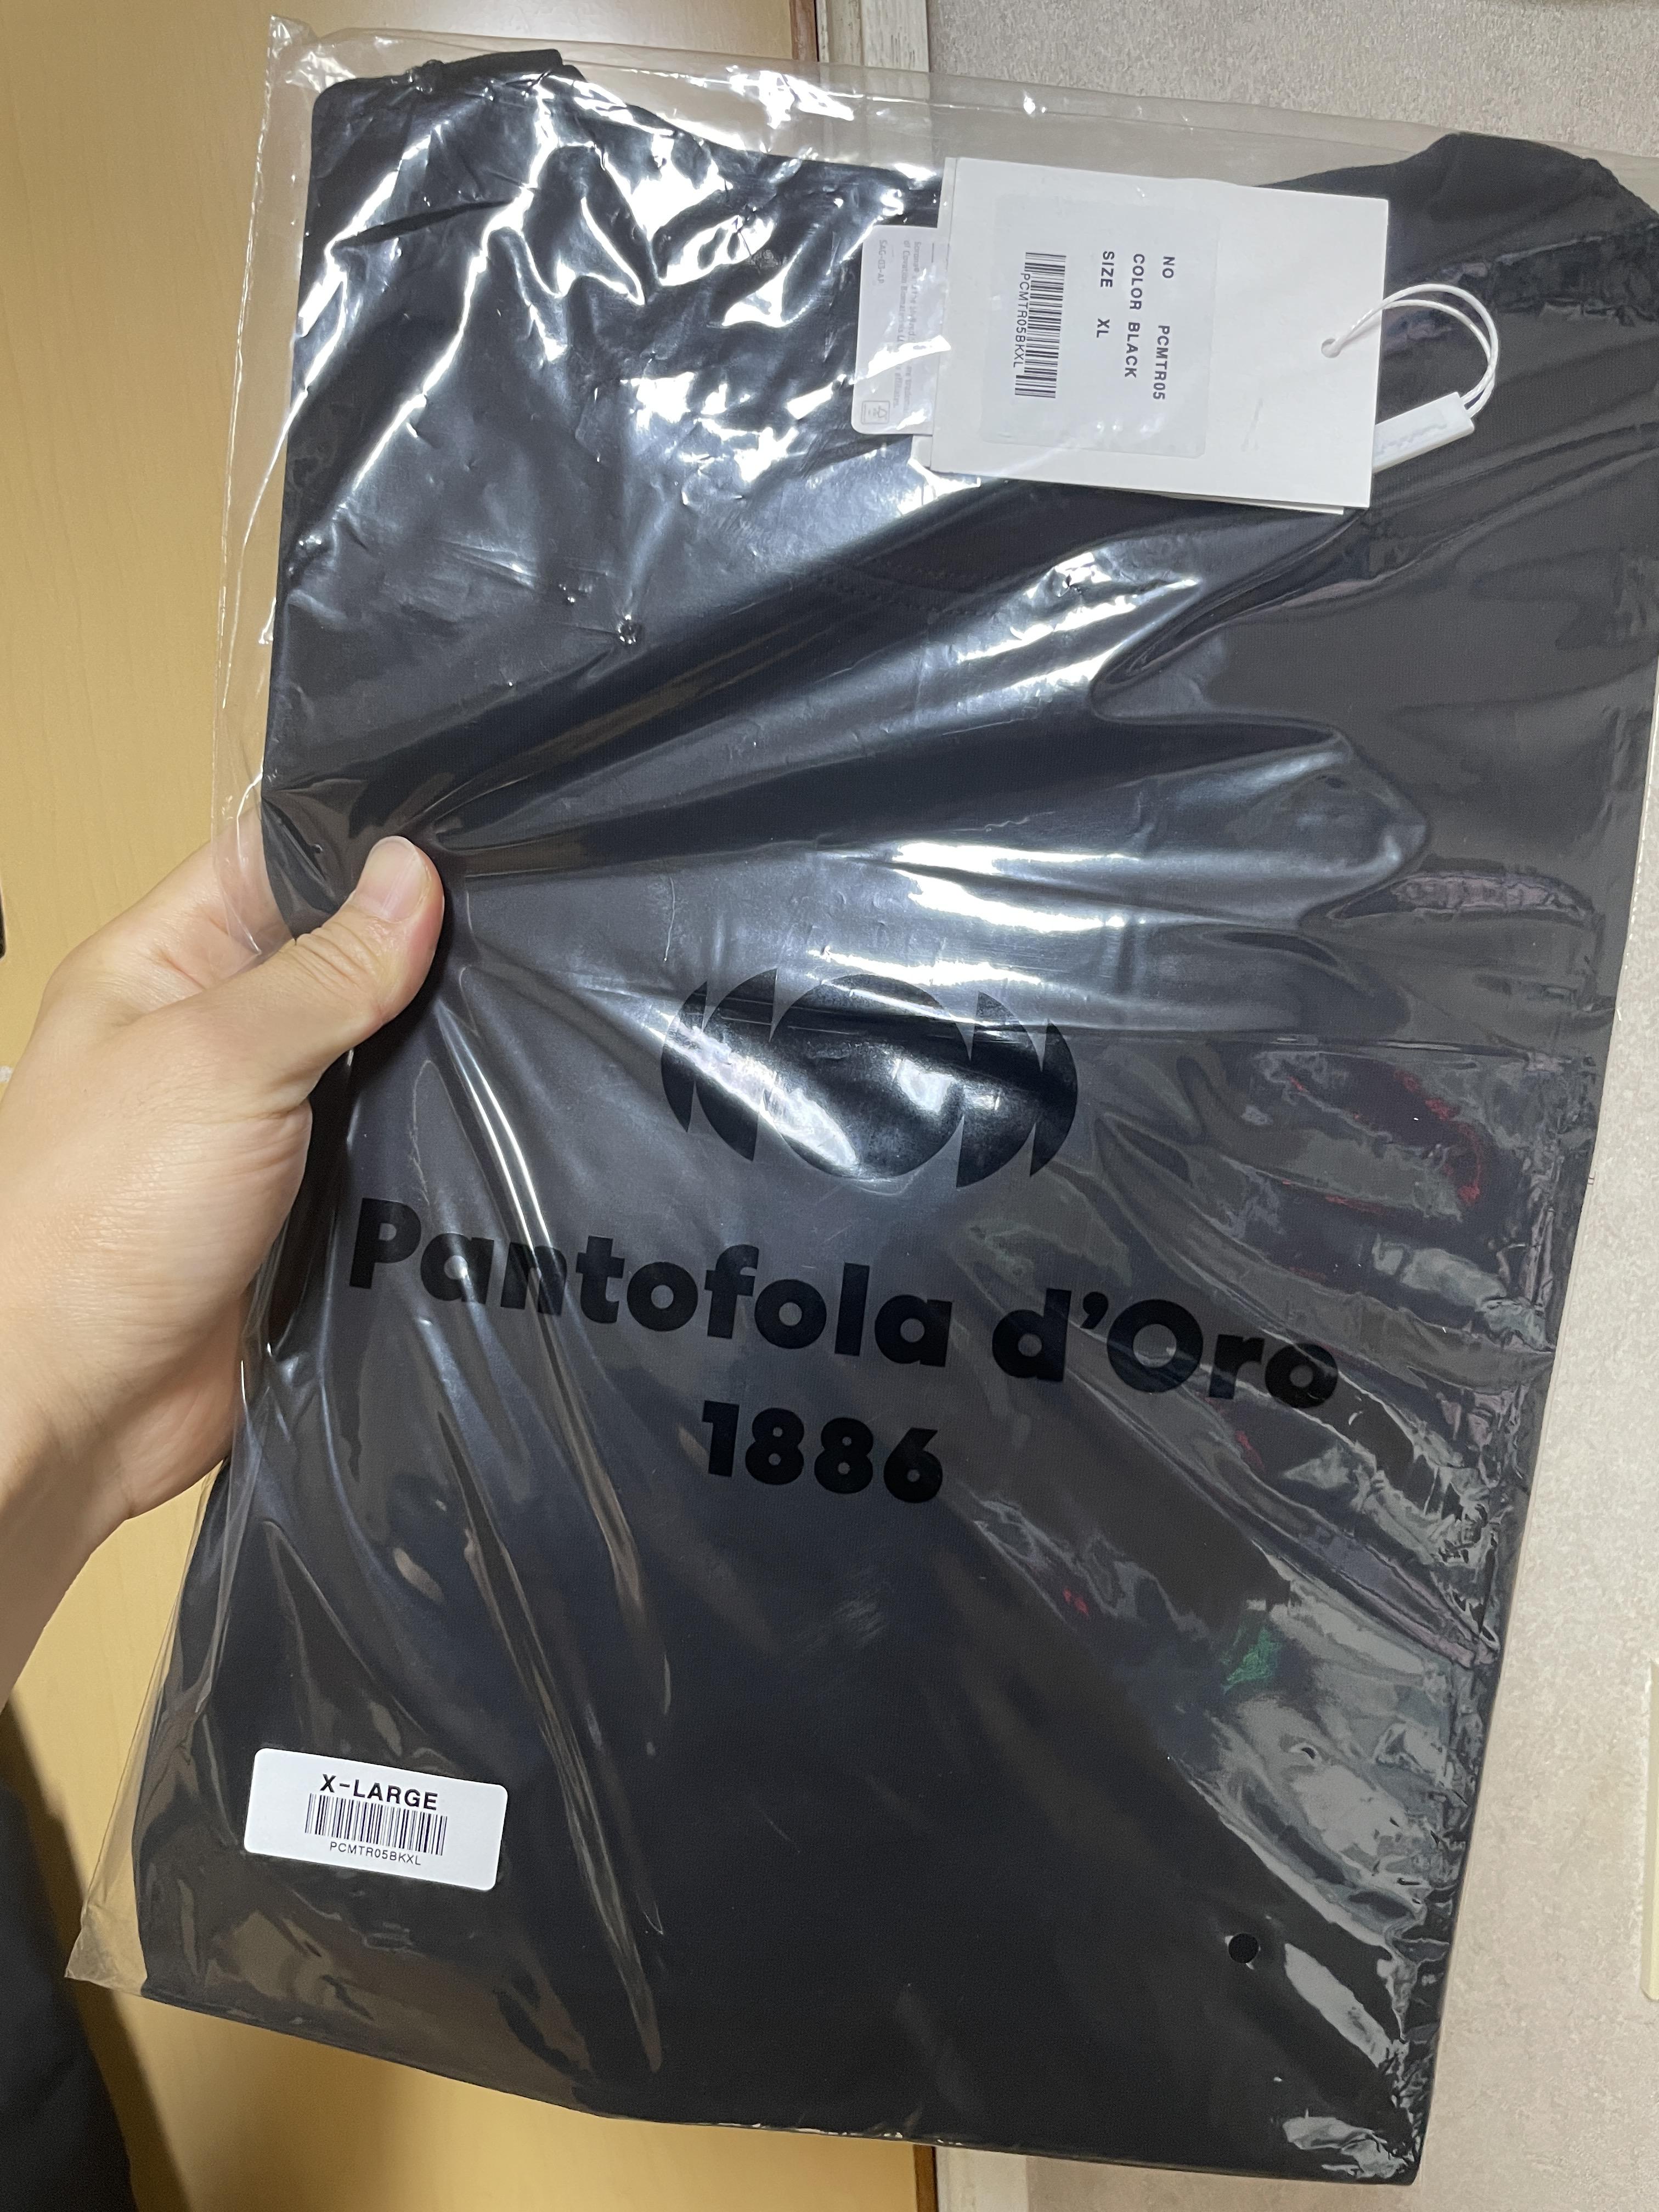 NO PCMTR05
COLOR BLACK
SIZE XL
PCMTR05BKXL
Pantofola d'Oro
1886
X-LARGE
PCMTR05BKXL